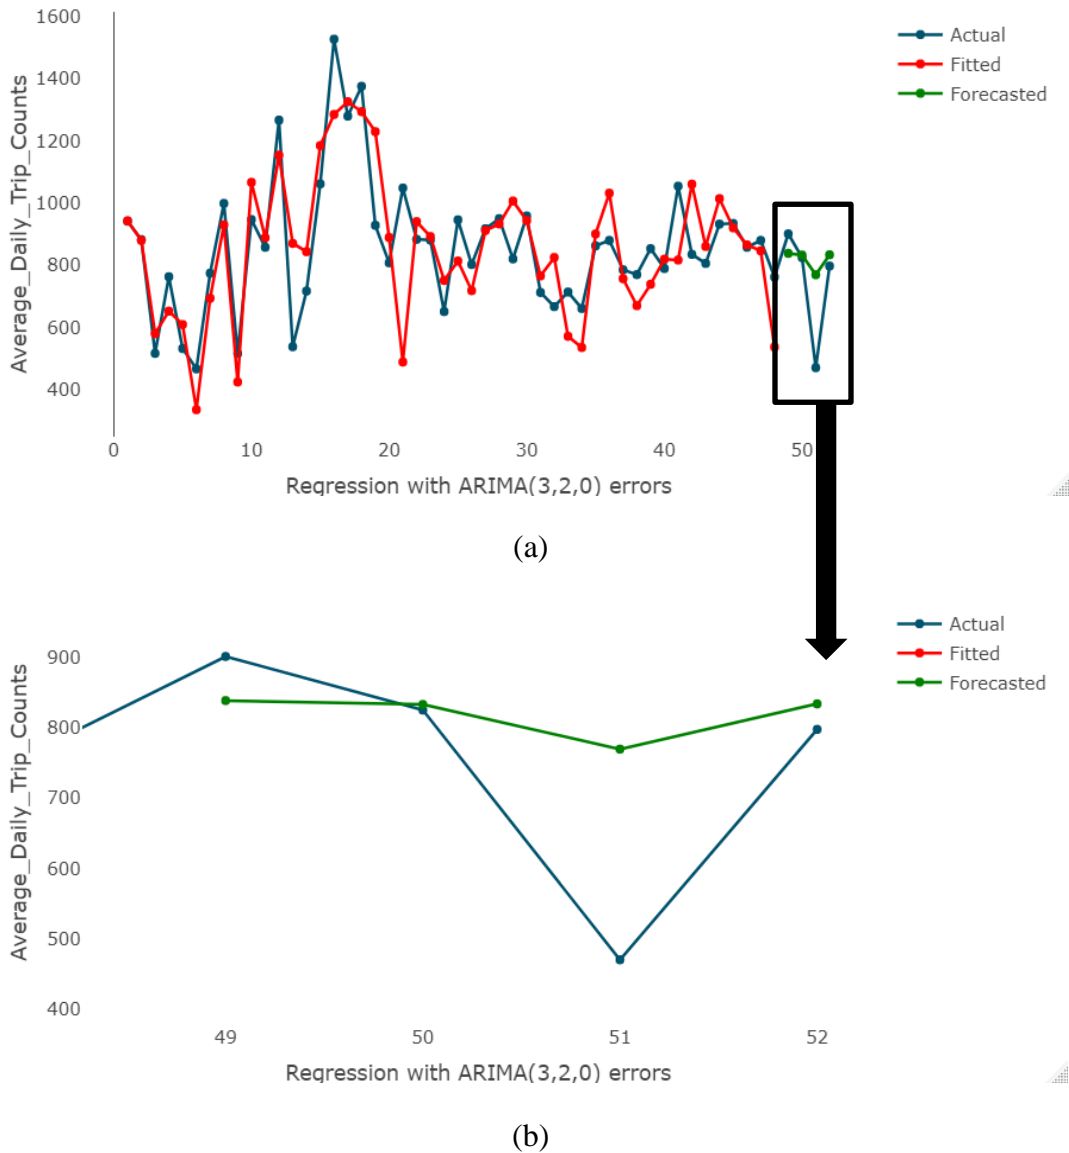 1600
1400
1200
1000
800
600
400
Average_Daily_Trip_Counts
0 10 20 30 40 50
Regression with ARIMA(3,2,0) errors
Actual
Fitted
Forecasted
(a)
900
800
700
600
500
400
Average_Daily_Trip_Counts
49 50 51 52
Regression with ARIMA(3,2,0) errors
Actual
Fitted
Forecasted
(b)